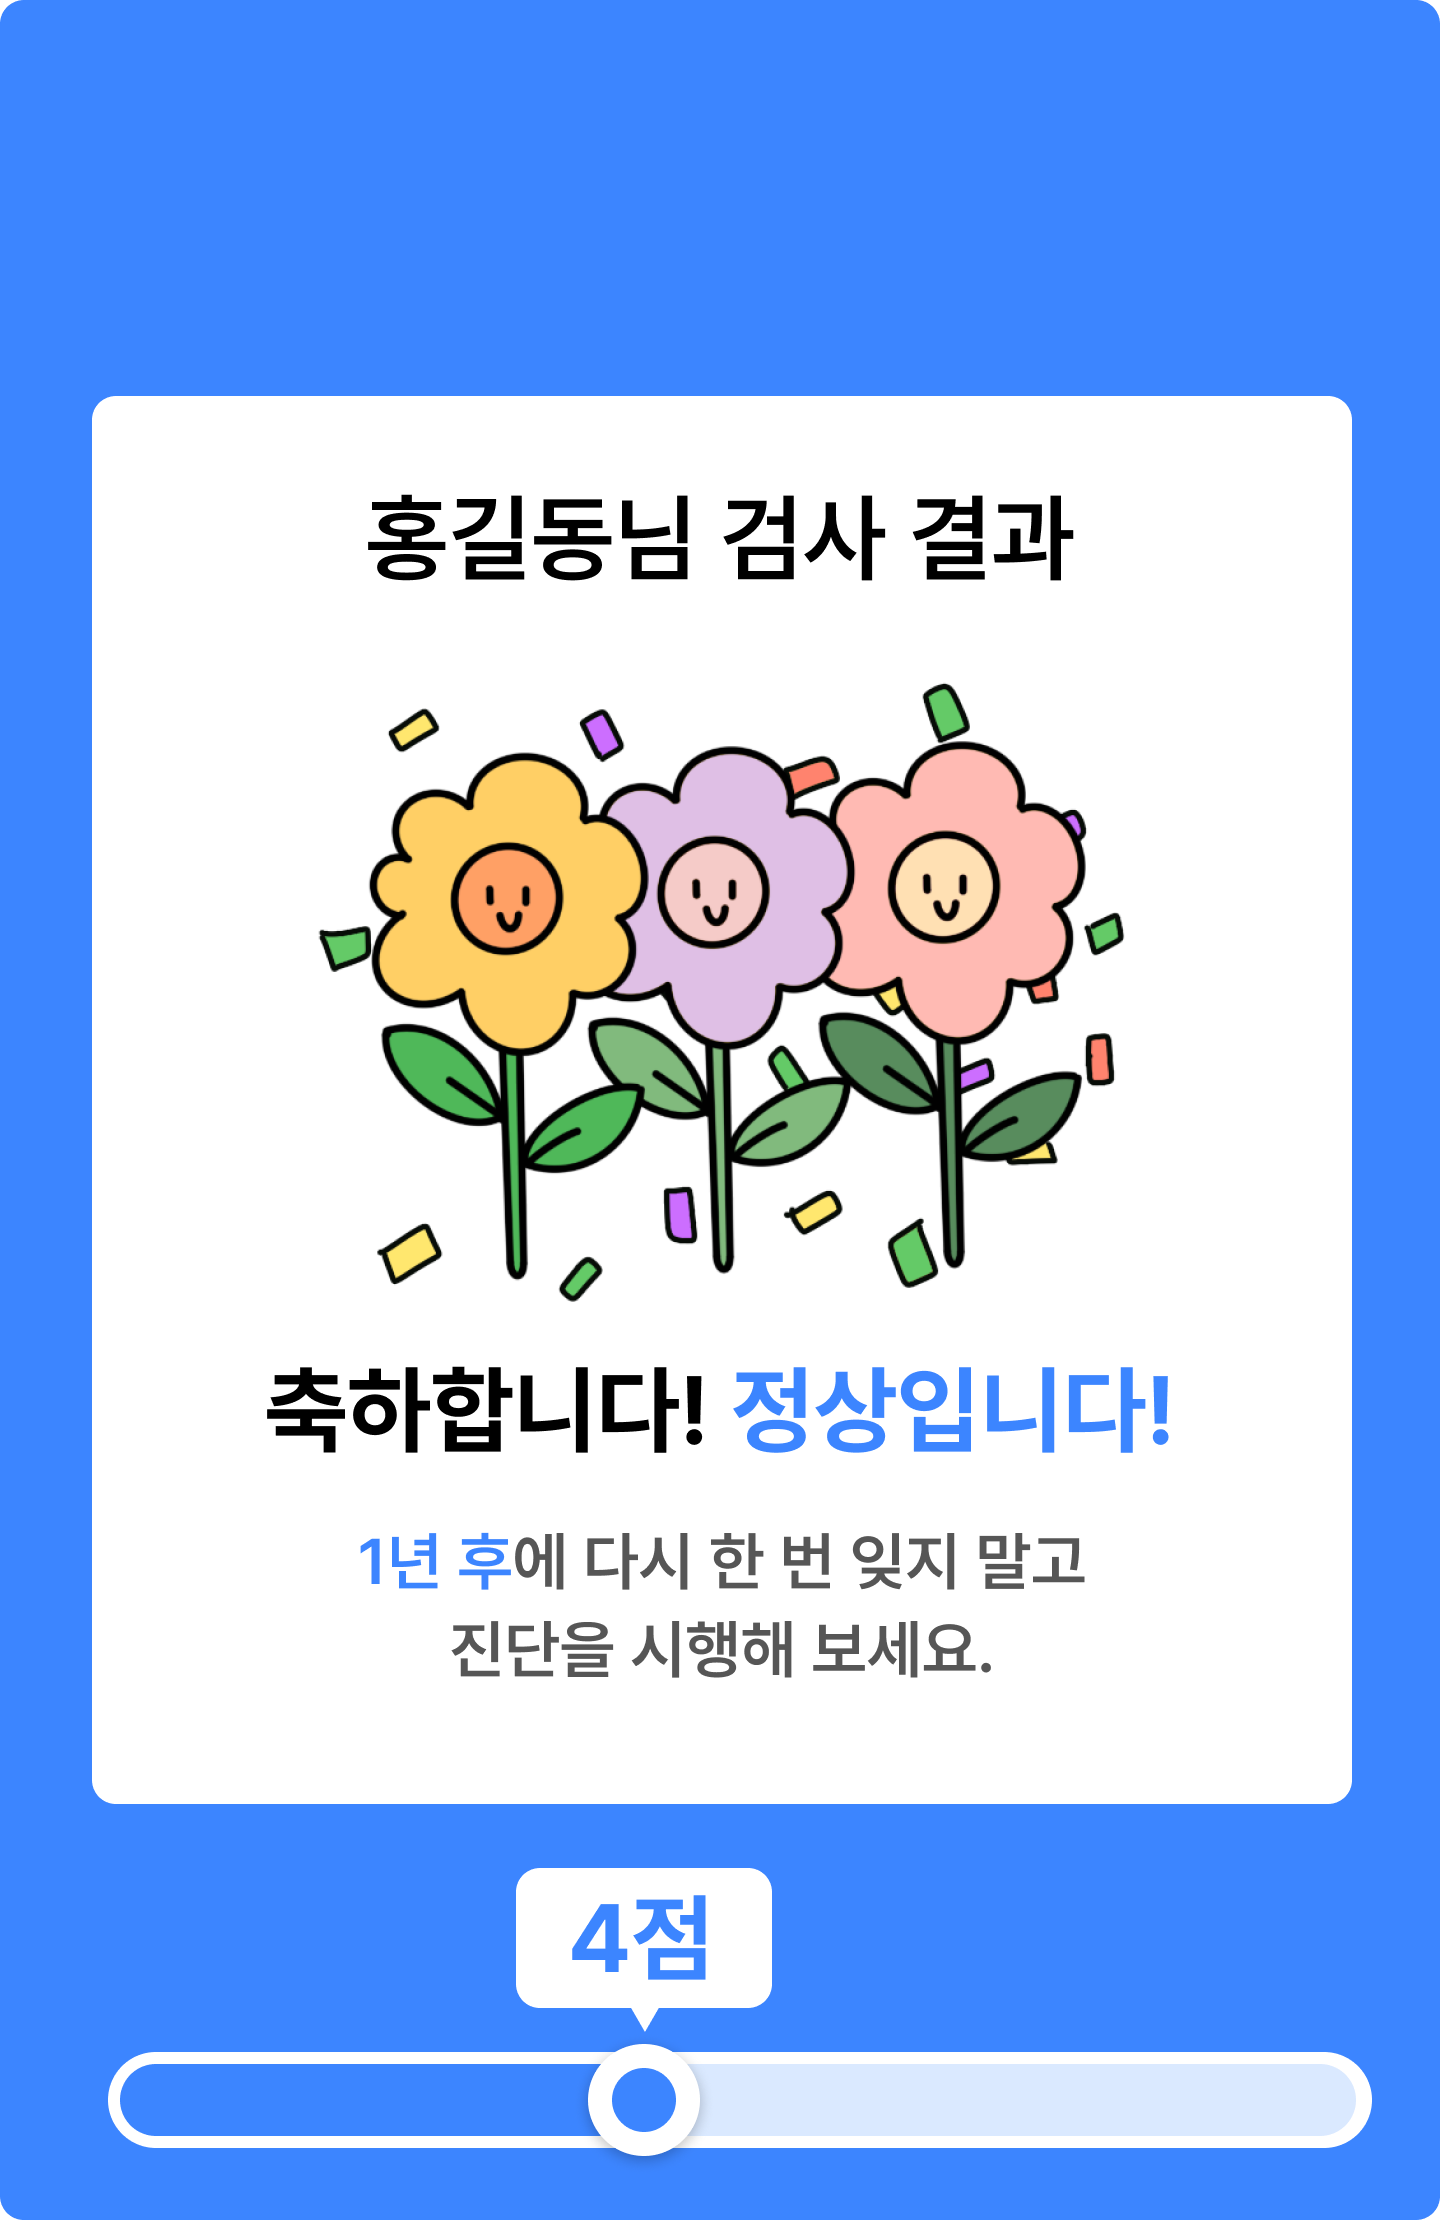 홍길동님 검사 결과
축하합니다! 정상입니다!
1년 후에 다시 한 번 잊지 말고
진단을 시행해 보세요.
4점